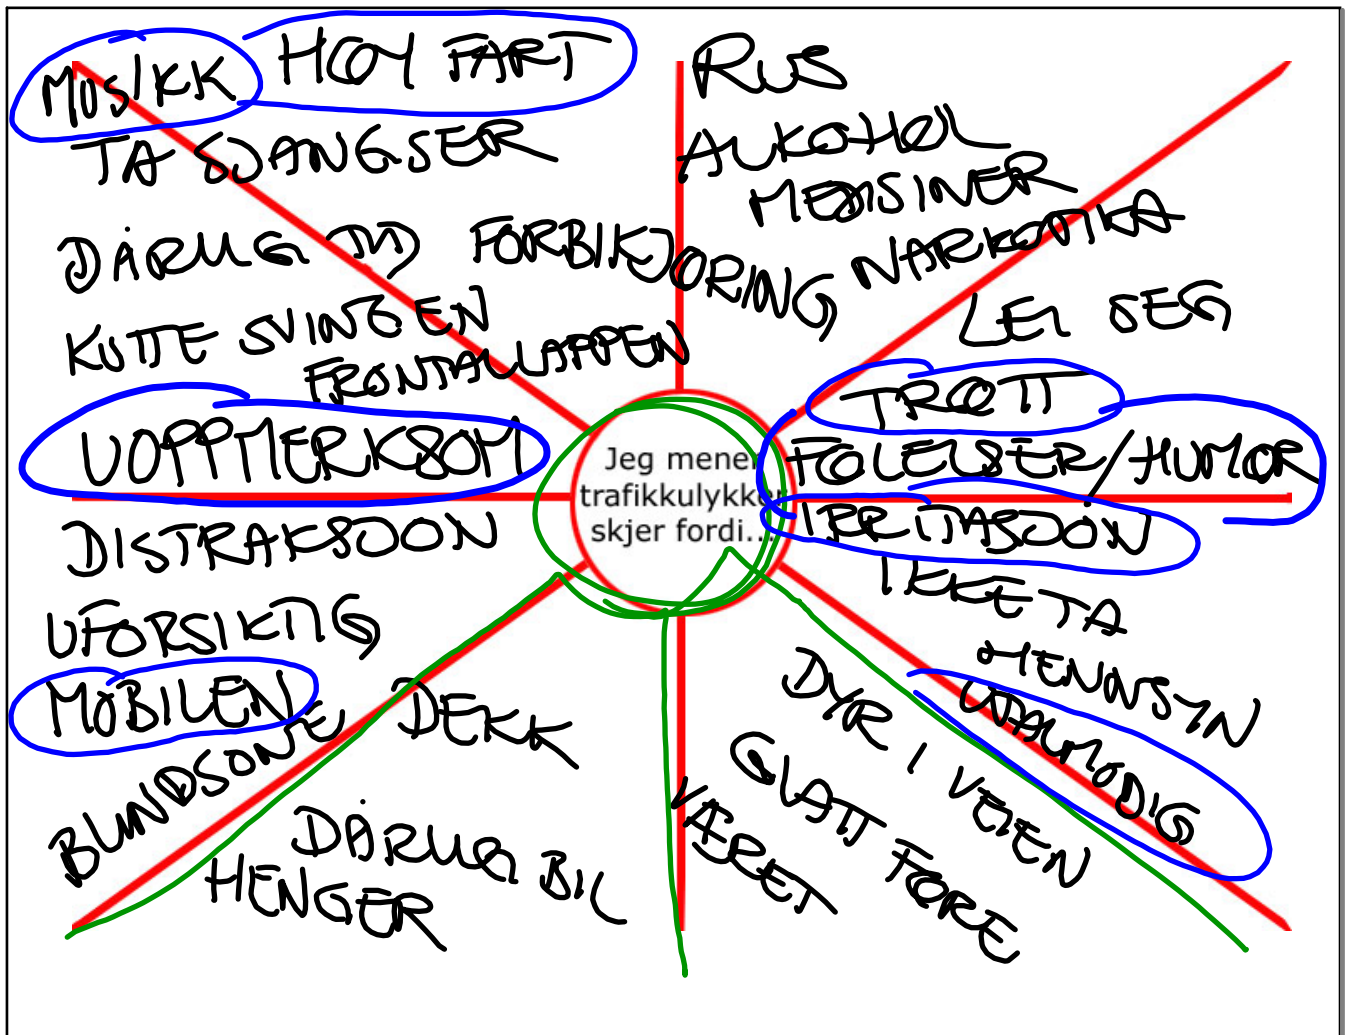 MUSIKK
HØY FART
TA SJANGSER
DÅRLIG TID
FORBIKJØRING
KUTTE SVINGEN
FRONTALLAPPEN
UOPPMERKSOM
DISTRAKSJON
UFORSIKTIG
MOBILEN
BLINDSONE
RUS
ALKOHOL
MEDISINER
NARKOTIKA
LEI SEG
TRØTT
FØLELSER/HUMØR
IRRITASJON
IKKE TA
HENNSYN
UTÅLMODIG
Jeg mener
trafikkulykker
skjer fordi...
DEKK
DÅRLIG BIL
HENGER
VÆRET
GLATT FØRE
DYR I VEIEN